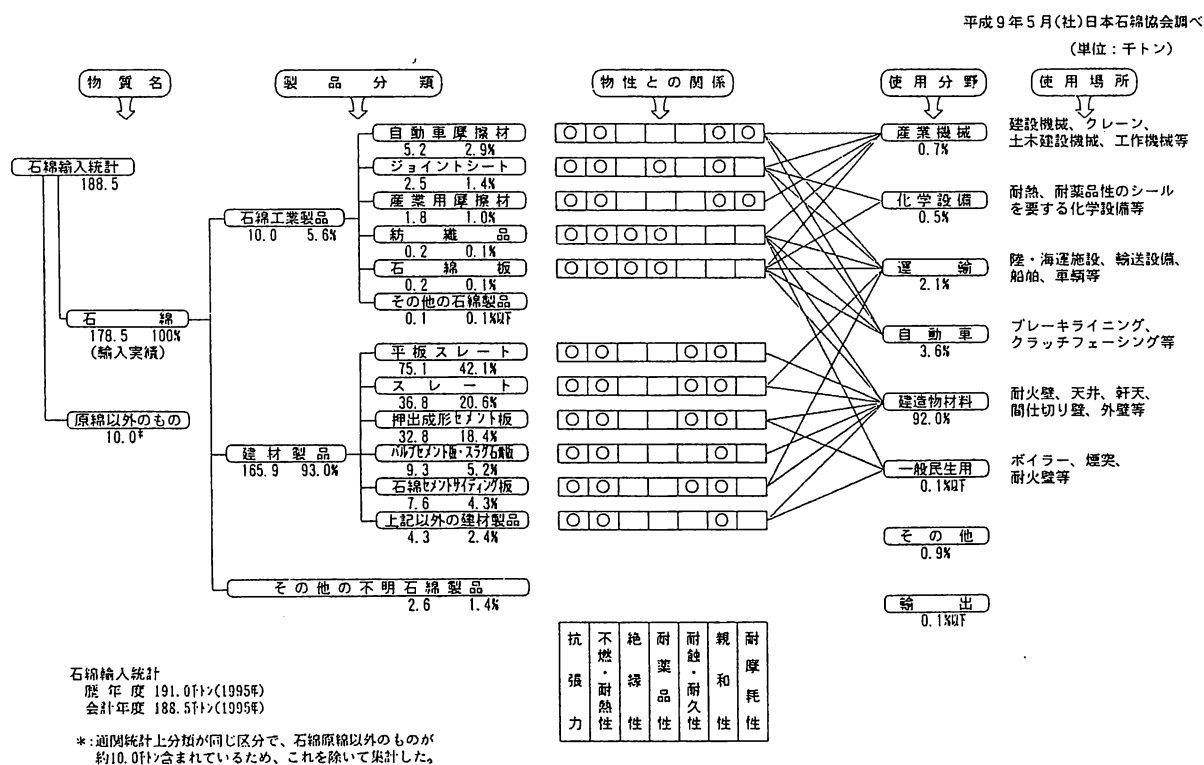 平成9年5月(社)日本石綿協会調べ
(単位:千トン)
物質名
製品分類
物性との関係
使用分野
使用場所
石綿輸入統計
188.5
石綿
178.5 100%
(輸入実績)
原綿以外のもの
10.0*
石綿工業製品
10.0 5.6%
建材製品
165.9 93.0%
その他の不明石綿製品
2.6 1.4%
自動車摩擦材
5.2 2.9%
ジョイントシート
2.5 1.4%
産業用摩擦材
1.8 1.0%
紡織品
0.2 0.1%
石綿板
0.2 0.1%
その他の石綿製品
0.1 0.1%以下
平板スレート
75.1 42.1%
スレート
36.8 20.6%
押出成形セメント板
32.8 18.4%
パルプセメント板・スラグ石膏板
9.3 5.2%
石綿セメントサイディング板
7.6 4.3%
上記以外の建材製品
4.3 2.4%
抗張力
不燃・耐熱性
絶縁性
耐薬品性
耐蝕・耐久性
親和性
耐摩耗性
産業機械
0.7%
建設機械、クレーン、
土木建設機械、工作機械等
化学設備
0.5%
耐熱、耐薬品性のシール
を要する化学設備等
運輸
2.1%
陸・海運施設、輸送設備、
船舶、車輌等
自動車
3.6%
ブレーキライニング、
クラッチフェーシング等
建造物材料
92.0%
耐火壁、天井、軒天、
間仕切り壁、外壁等
一般民生用
0.1%以下
ボイラー、煙突、
耐火壁等
その他
0.9%
輸出
0.1%以下
石綿輸入統計
暦年度 191.0千トン(1995年)
会計年度 188.5千トン(1995年)
*:通関統計上分類が同じ区分で、石綿原綿以外のものが
約10.0千トン含まれているため、これを除いて集計した。